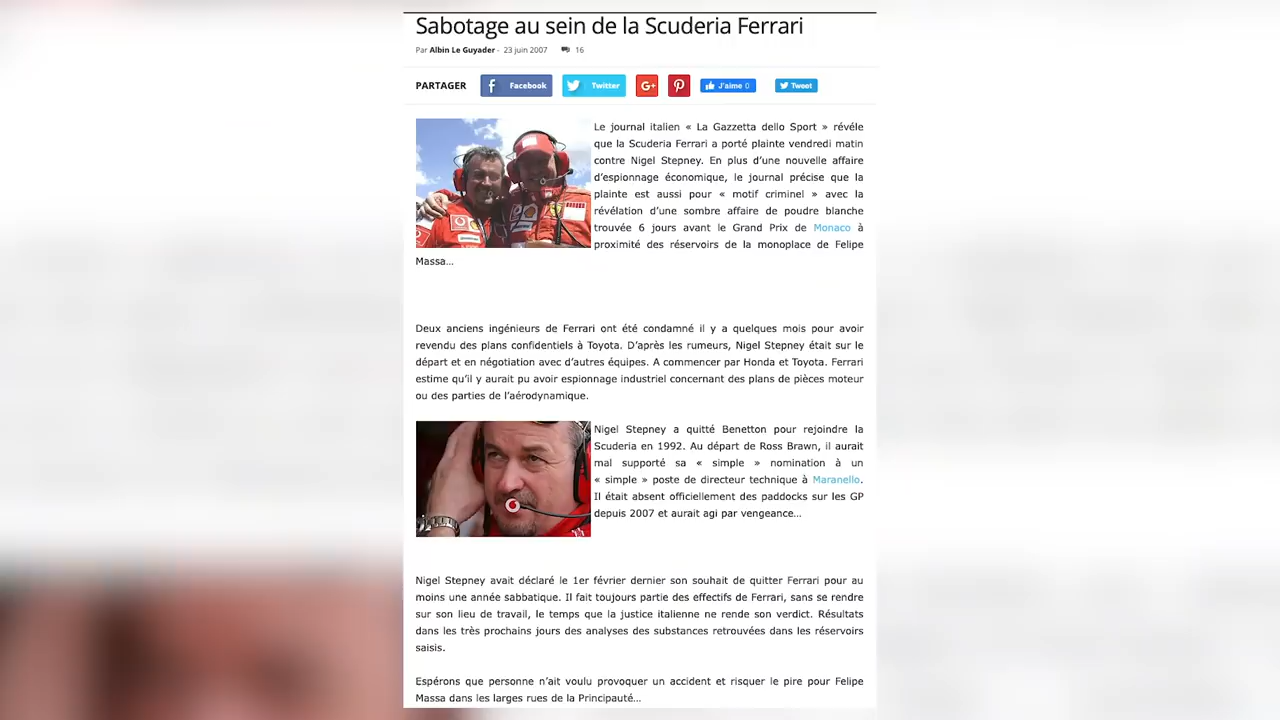 Sabotage au sein de la Scuderia Ferrari
Par Albin Le Guyader - 23 juin 2007 16
PARTAGER Facebook Twitter G+ J'aime 0 Tweet
Le journal italien « La Gazzetta dello Sport » révéle
que la Scuderia Ferrari a porté plainte vendredi matin
contre Nigel Stepney. En plus d'une nouvelle affaire
d'espionnage économique, le journal précise que la
plainte est aussi pour « motif criminel » avec la
révélation d'une sombre affaire de poudre blanche
trouvée 6 jours avant le Grand Prix de Monaco à
proximité des réservoirs de la monoplace de Felipe
Massa...
Deux anciens ingénieurs de Ferrari ont été condamné il y a quelques mois pour avoir
revendu des plans confidentiels à Toyota. D'après les rumeurs, Nigel Stepney était sur le
départ et en négotiation avec d'autres équipes. A commencer par Honda et Toyota. Ferrari
estime qu'il y aurait pu avoir espionnage industriel concernant des plans de pièces moteur
ou des parties de l'aérodynamique.
Nigel Stepney a quitté Benetton pour rejoindre la
Scuderia en 1992. Au départ de Ross Brawn, il aurait
mal supporté sa « simple » nomination à un
« simple » poste de directeur technique à Maranello.
Il était absent officiellement des paddocks sur les GP
depuis 2007 et aurait agi par vengeance...
Nigel Stepney avait déclaré le 1er février dernier son souhait de quitter Ferrari pour au
moins une année sabbatique. Il fait toujours partie des effectifs de Ferrari, sans se rendre
sur son lieu de travail, le temps que la justice italienne ne rende son verdict. Résultats
dans les très prochains jours des analyses des substances retrouvées dans les réservoirs
saisis.
Espérons que personne n'ait voulu provoquer un accident et risquer le pire pour Felipe
Massa dans les larges rues de la Principauté...